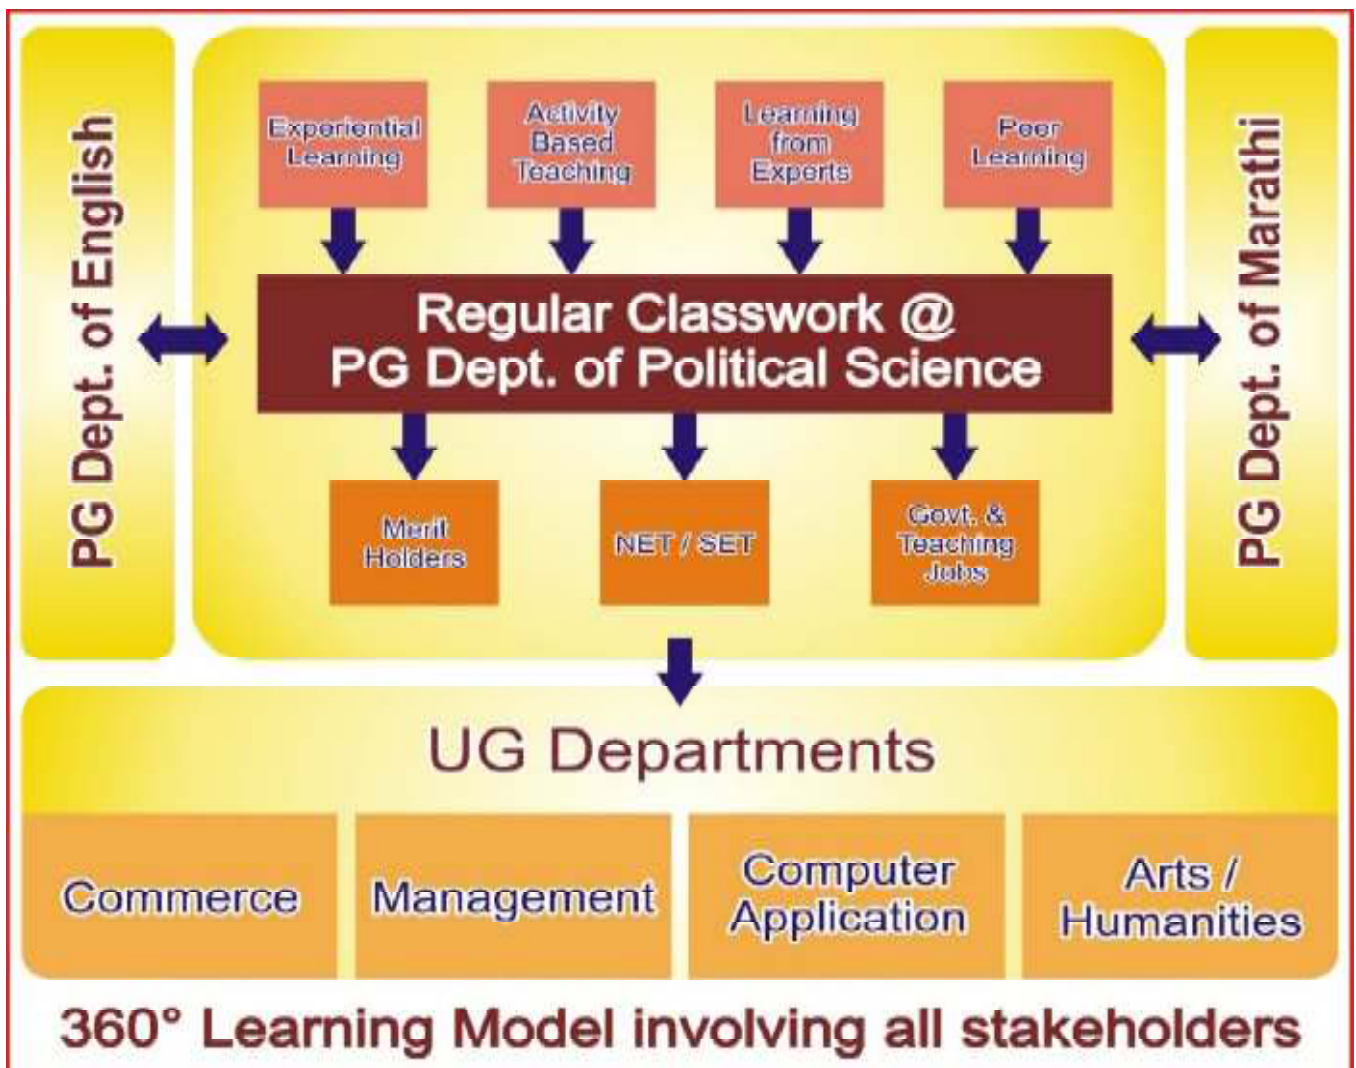 PG Dept. of English
Experiential
Learning
Activity
Based
Teaching
Learning
from
Experts
Peer
Learning
Regular Classwork @
PG Dept. of Political Science
Merit
Holders
NET / SET
Govt. &
Teaching
Jobs
PG Dept. of Marathi
UG Departments
Commerce
Management
Computer
Application
Arts /
Humanities
360° Learning Model involving all stakeholders